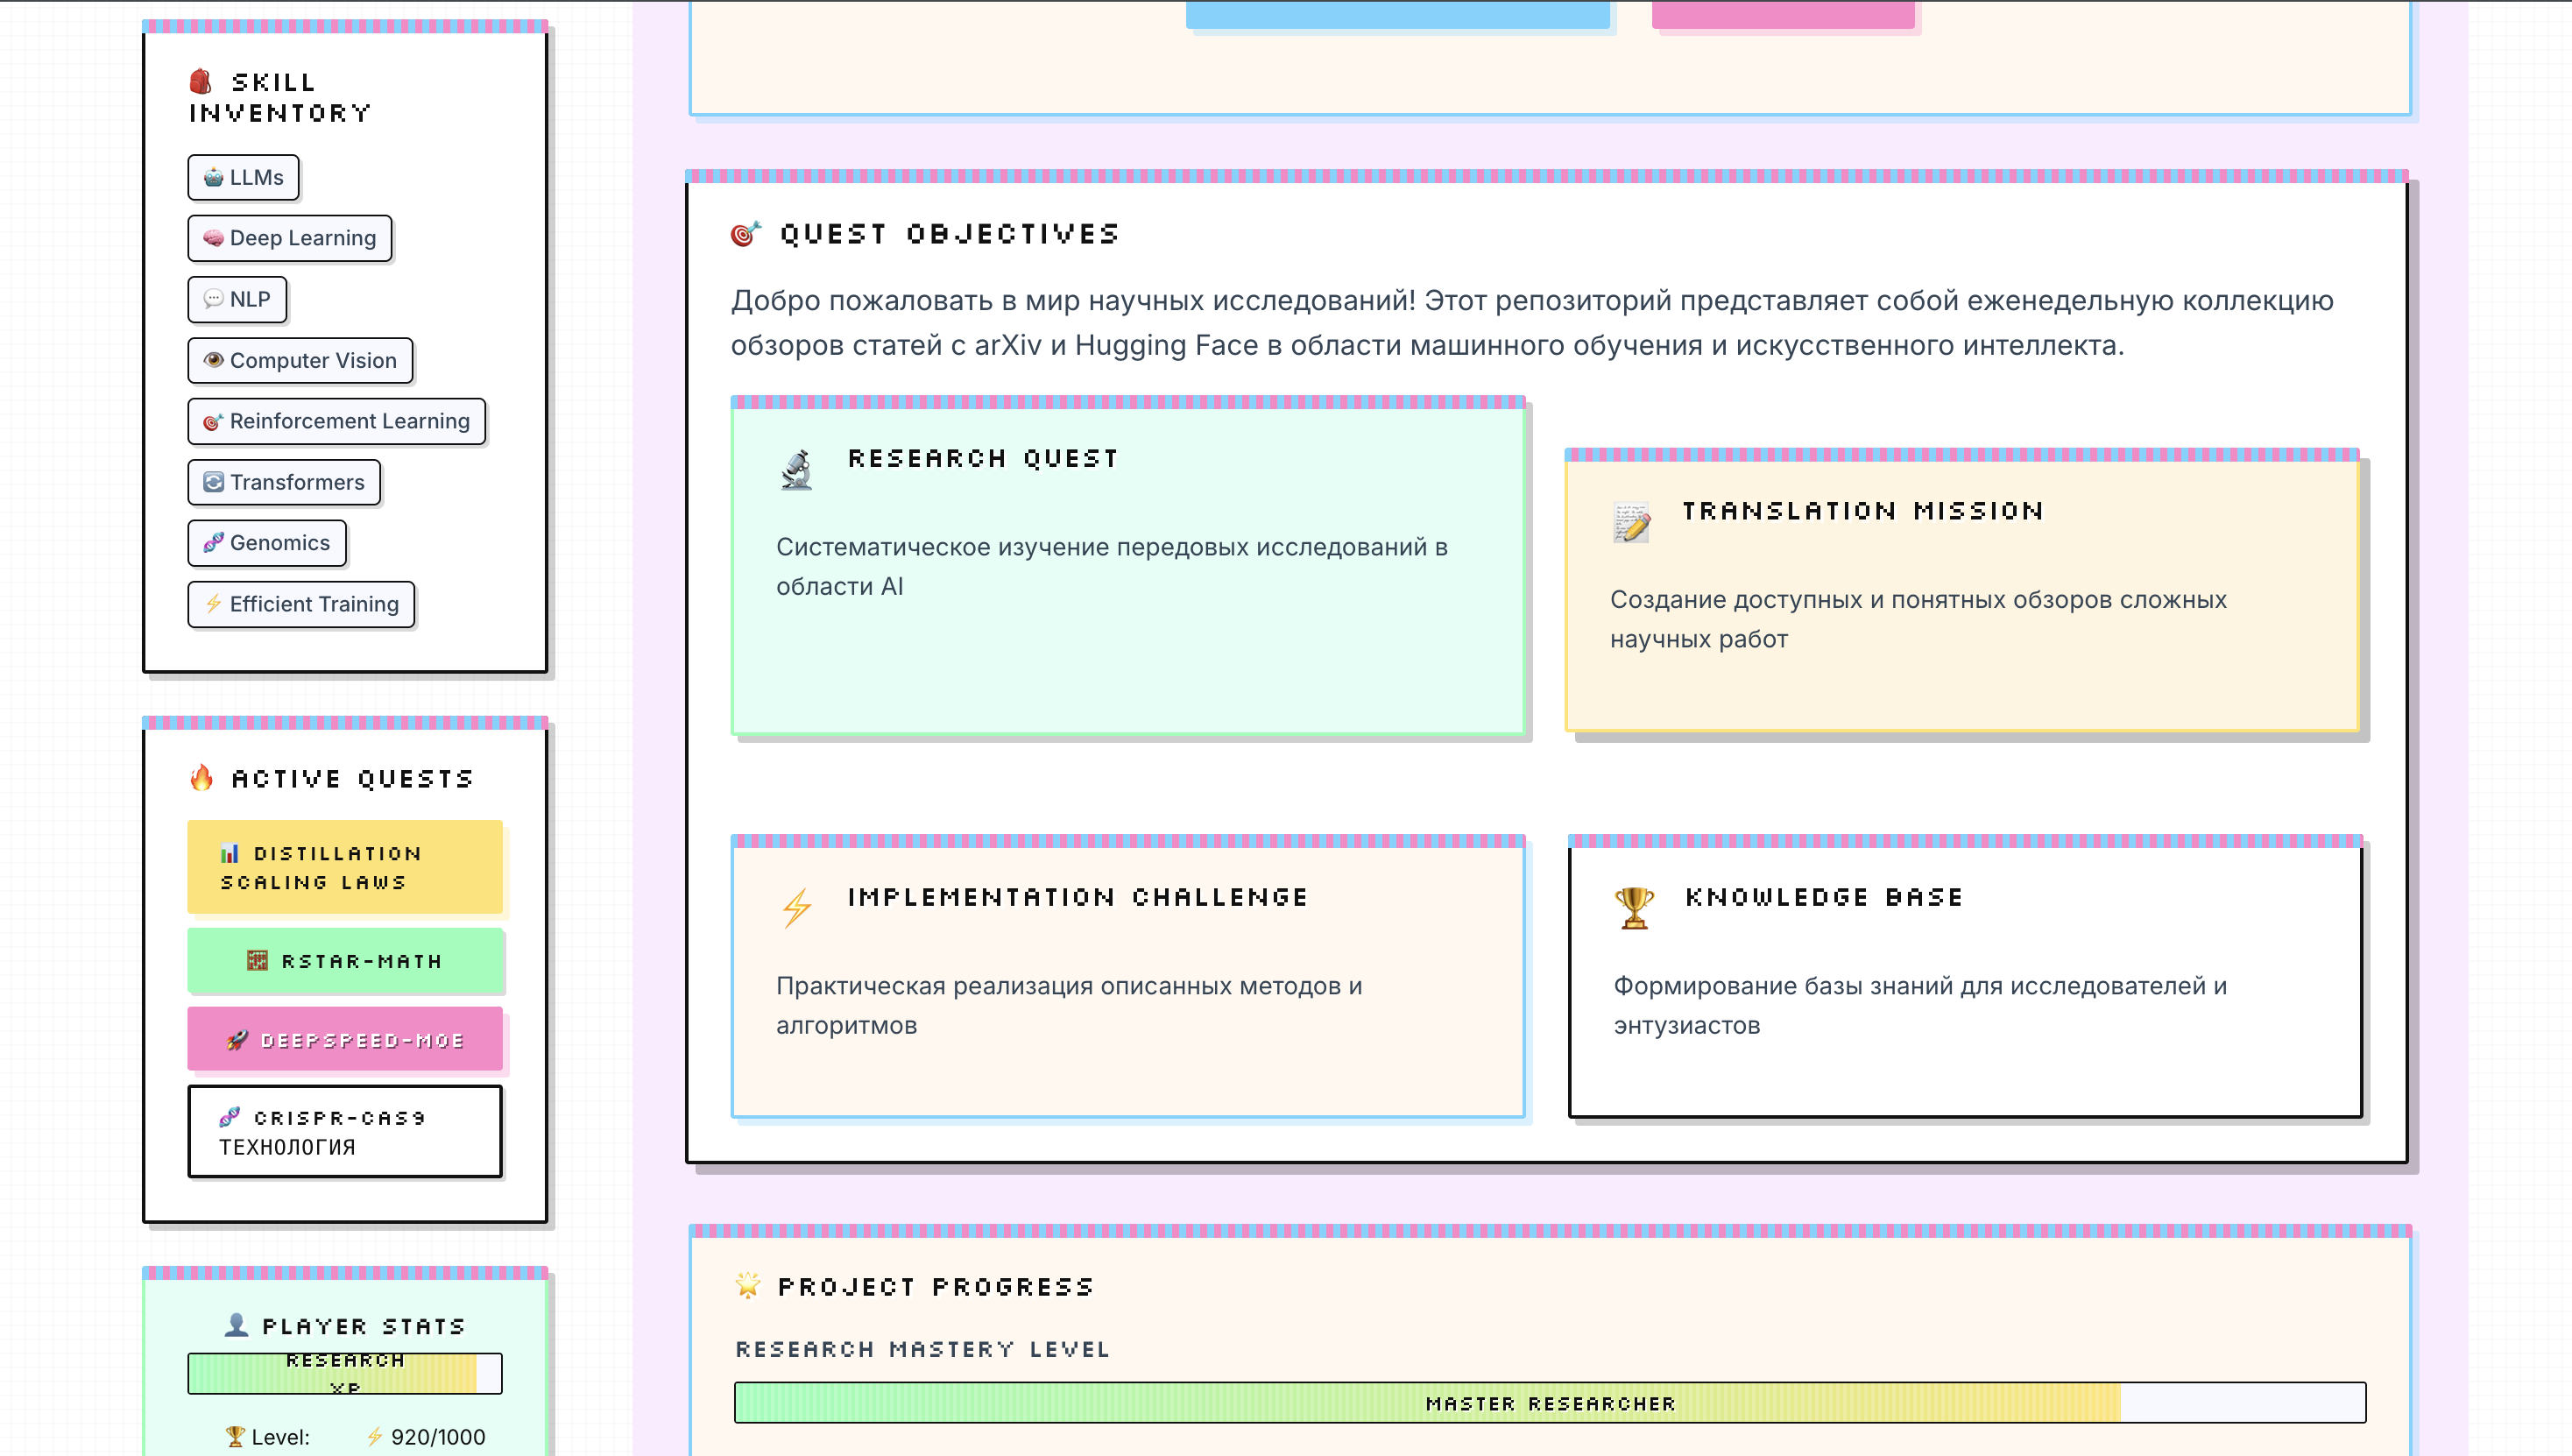 SKILL
INVENTORY
LLMs
Deep Learning
NLP
Computer Vision
Reinforcement Learning
Transformers
Genomics
Efficient Training
ACTIVE QUESTS
DISTILLATION
SCALING LAWS
RSTAR-MATH
DEEPSPEED-MOE
CRISPR-CAS9
ТЕХНОЛОГИЯ
PLAYER STATS
RESEARCH
XP
Level:
920/1000
QUEST OBJECTIVES
Добро пожаловать в мир научных исследований! Этот репозиторий представляет собой еженедельную коллекцию
обзоров статей с arXiv и Hugging Face в области машинного обучения и искусственного интеллекта.
RESEARCH QUEST
Систематическое изучение передовых исследований в
области AI
TRANSLATION MISSION
Создание доступных и понятных обзоров сложных
научных работ
IMPLEMENTATION CHALLENGE
Практическая реализация описанных методов и
алгоритмов
KNOWLEDGE BASE
Формирование базы знаний для исследователей и
энтузиастов
PROJECT PROGRESS
RESEARCH MASTERY LEVEL
MASTER RESEARCHER